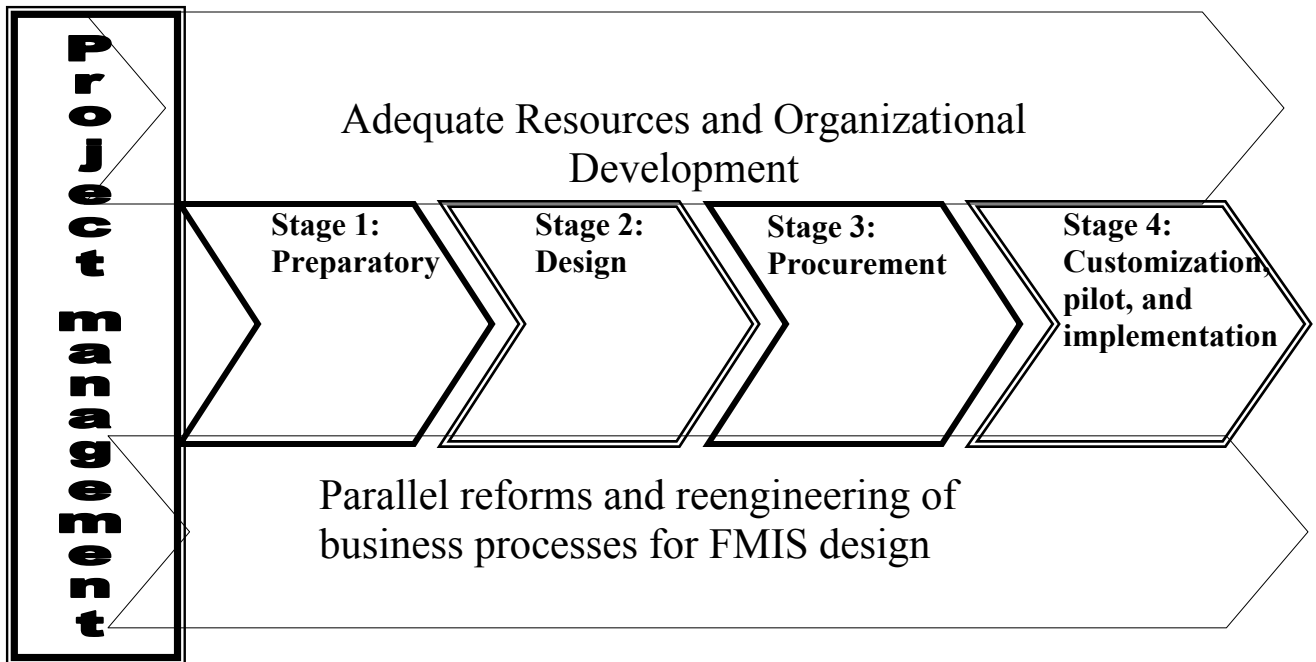 Project management
Adequate Resources and Organizational
Development
Stage 1:
Preparatory
Stage 2:
Design
Stage 3:
Procurement
Stage 4:
Customization,
pilot, and
implementation
Parallel reforms and reengineering of
business processes for FMIS design